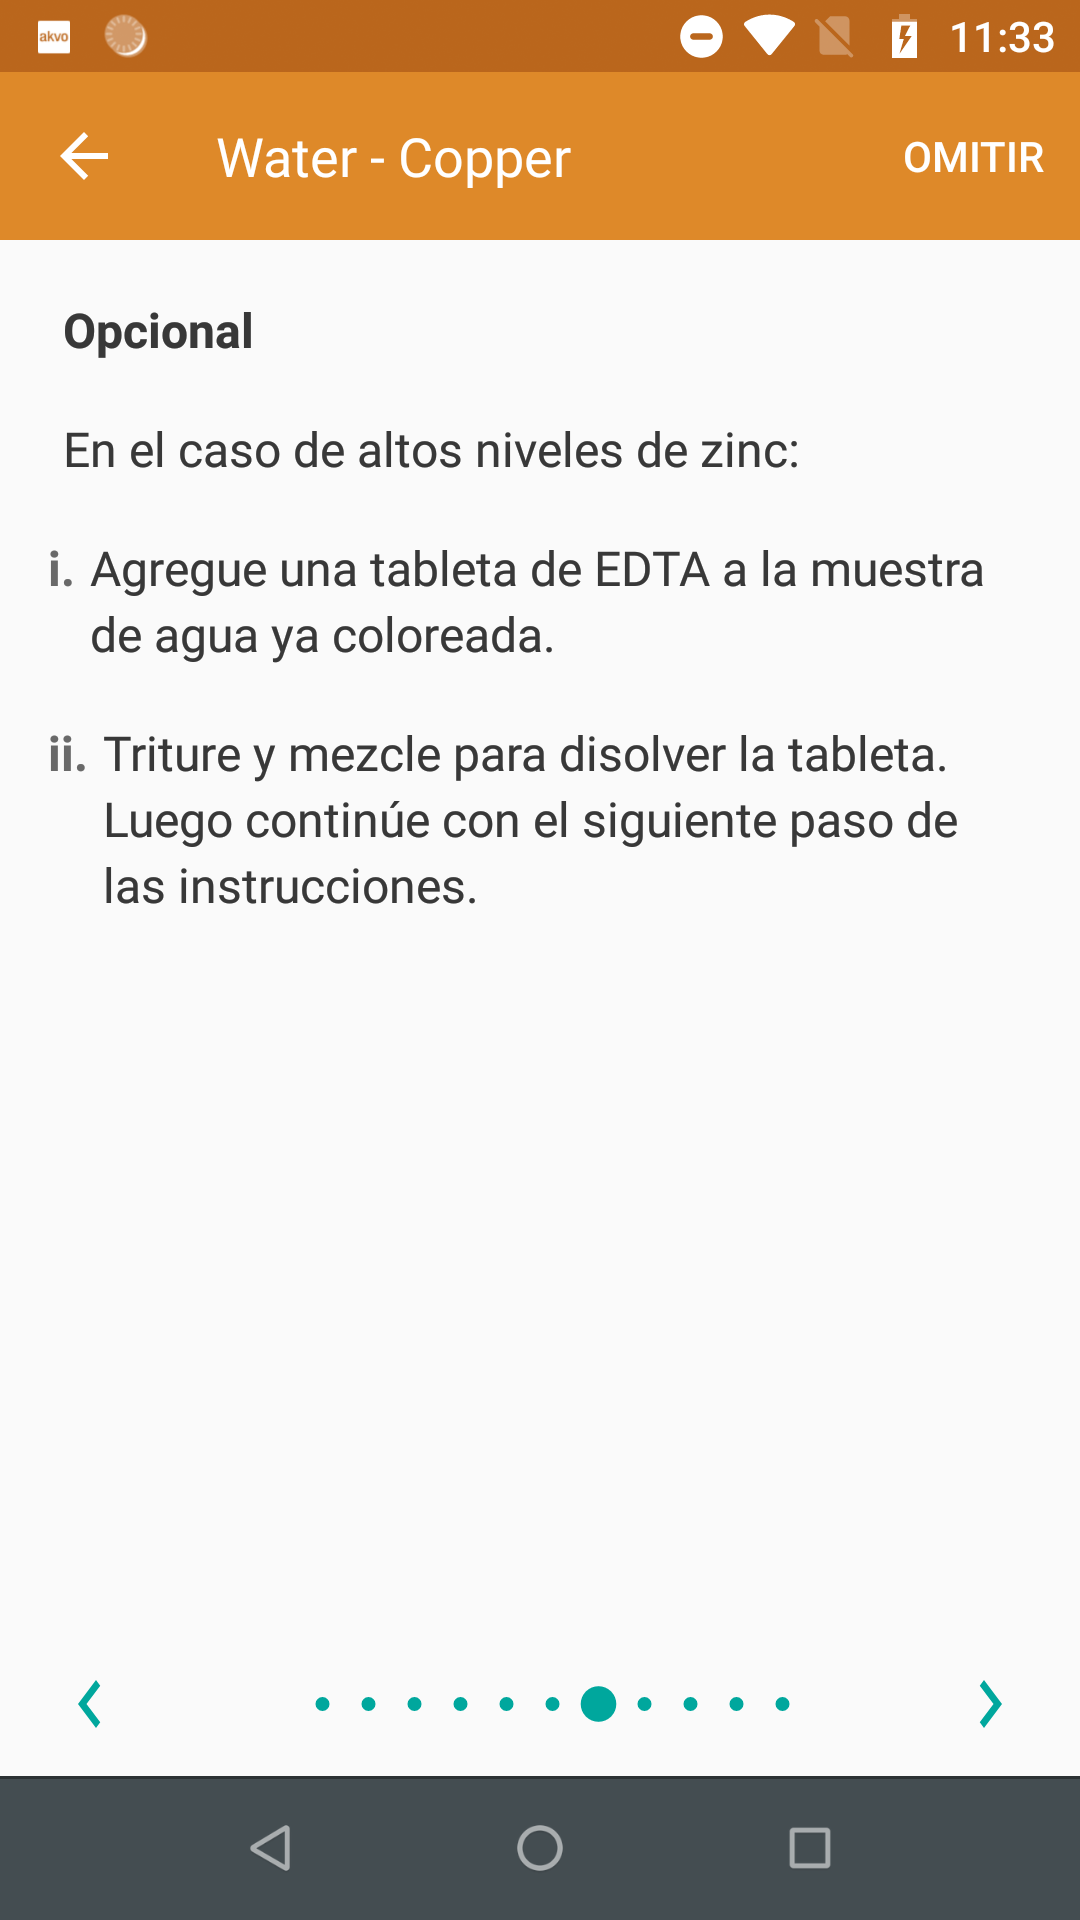 akvo
11:33
Water - Copper
OMITIR
Opcional
En el caso de altos niveles de zinc:
i. Agregue una tableta de EDTA a la muestra
de agua ya coloreada.
ii. Triture y mezcle para disolver la tableta.
Luego continúe con el siguiente paso de
las instrucciones.